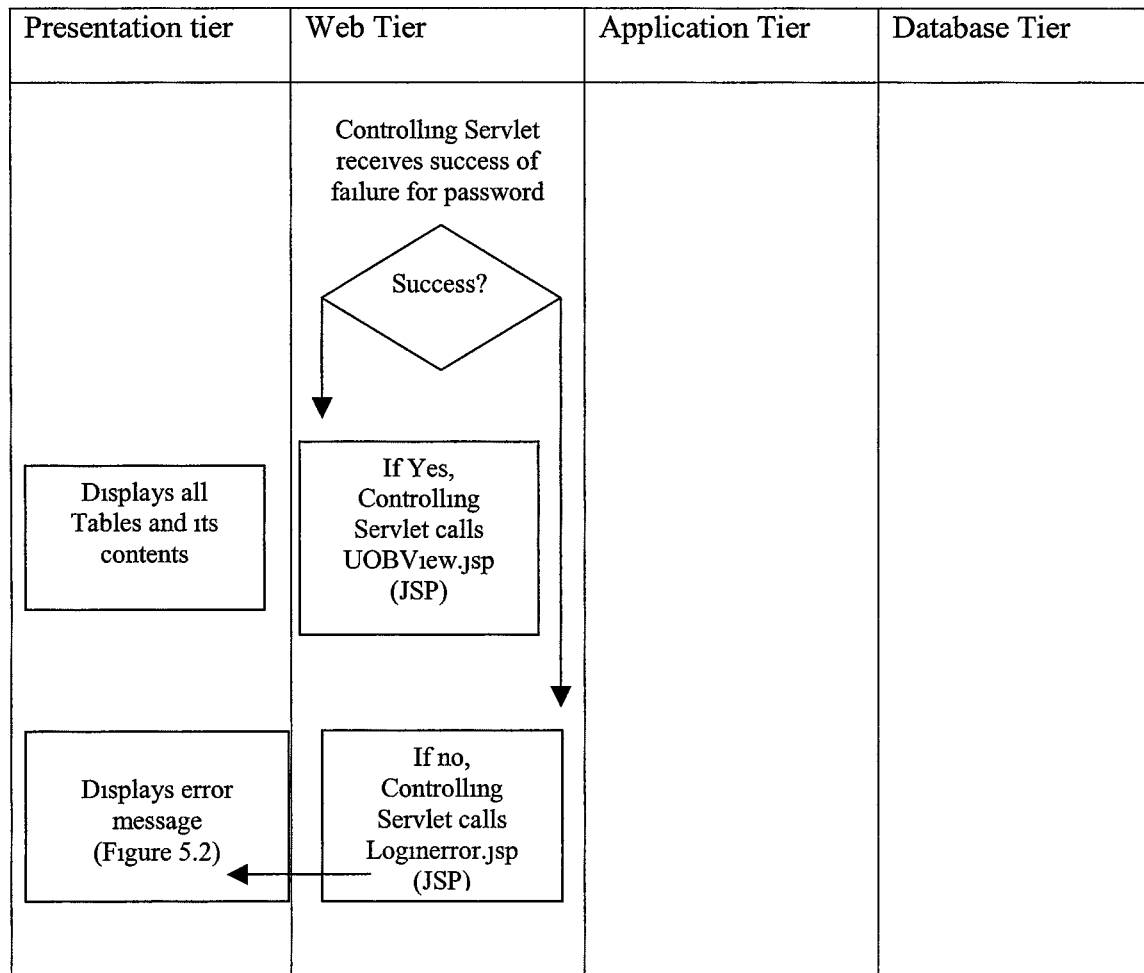 Presentation tier
Web Tier
Application Tier
Database Tier
Controlling Servlet
receives success of
failure for password
Success?
If Yes,
Controlling
Servlet calls
UOBView.jsp
(JSP)
Displays all
Tables and its
contents
If no,
Controlling
Servlet calls
Loginerror.jsp
(JSP)
Displays error
message
(Figure 5.2)